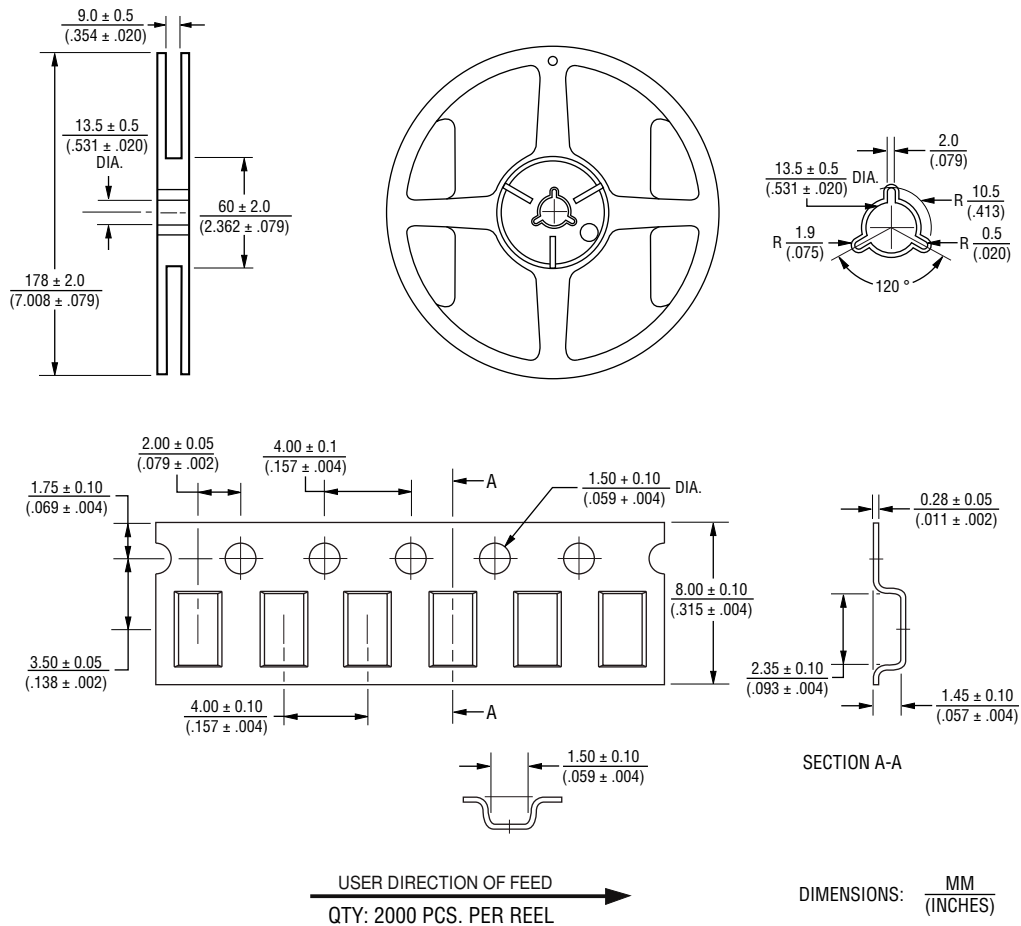 9.0 ± 0.5
(.354 ± .020)
13.5 ± 0.5
(.531 ± .020)
DIA.
60 ± 2.0
(2.362 ± .079)
178 ± 2.0
(7.008 ± .079)
2.0
(.079)
13.5 ± 0.5
(.531 ± .020)
DIA.
R 10.5
(.413)
R 1.9
(.075)
R 0.5
(.020)
120 °
2.00 ± 0.05
(.079 ± .002)
4.00 ± 0.1
(.157 ± .004)
A
1.50 + 0.10
(.059 + .004)
DIA.
1.75 ± 0.10
(.069 ± .004)
0.28 ± 0.05
(.011 ± .002)
8.00 ± 0.10
(.315 ± .004)
3.50 ± 0.05
(.138 ± .002)
2.35 ± 0.10
(.093 ± .004)
4.00 ± 0.10
(.157 ± .004)
A
1.45 ± 0.10
(.057 ± .004)
1.50 ± 0.10
(.059 ± .004)
SECTION A-A
USER DIRECTION OF FEED
QTY: 2000 PCS. PER REEL
DIMENSIONS: MM
(INCHES)